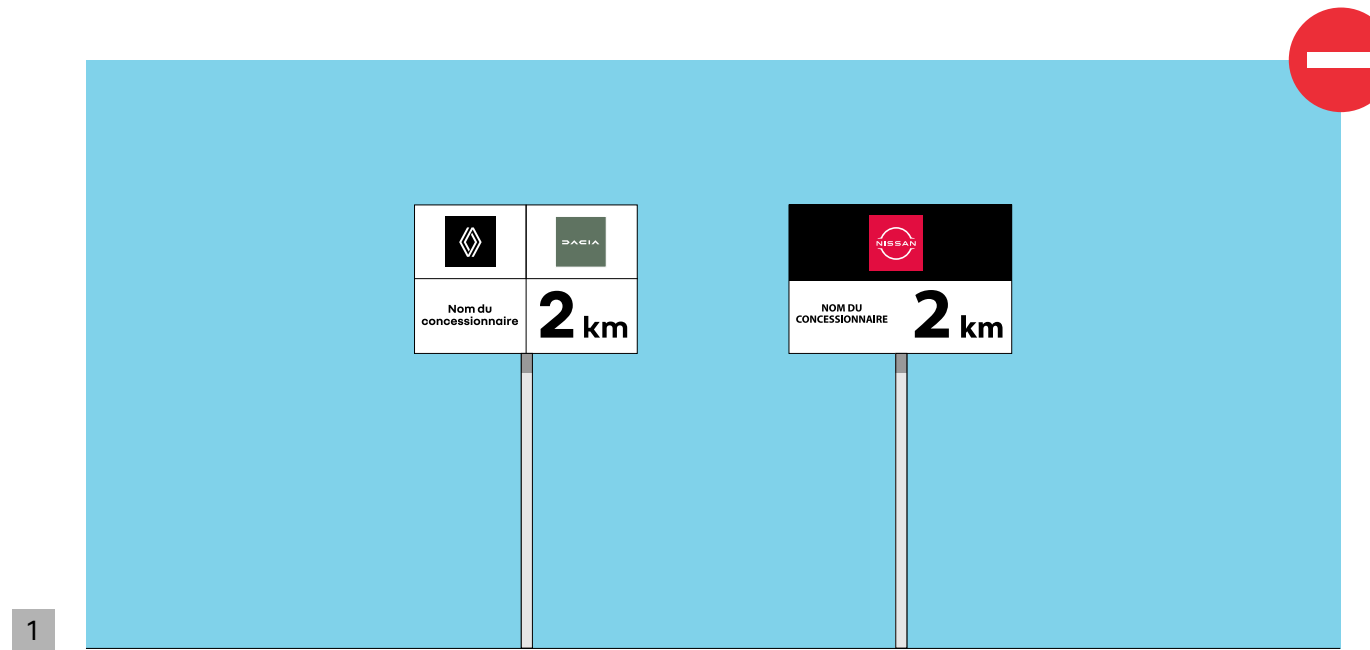 DACIA
Nom du
concessionnaire
2 km
NISSAN
NOM DU
CONCESSIONNAIRE
2 km
1